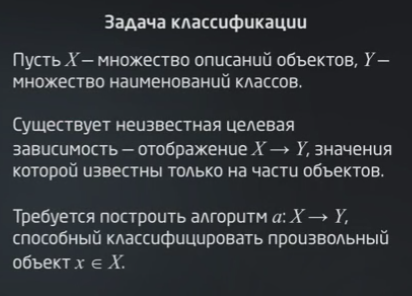 Задача классификации
Пусть X — множество описаний объектов, Y —
множество наименований классов.
Существует неизвестная целевая
зависимость — отображение X → Y, значения
которой известны только на части объектов.
Требуется построить алгоритм a: X → Y,
способный классифицировать произвольный
объект x ∈ X.